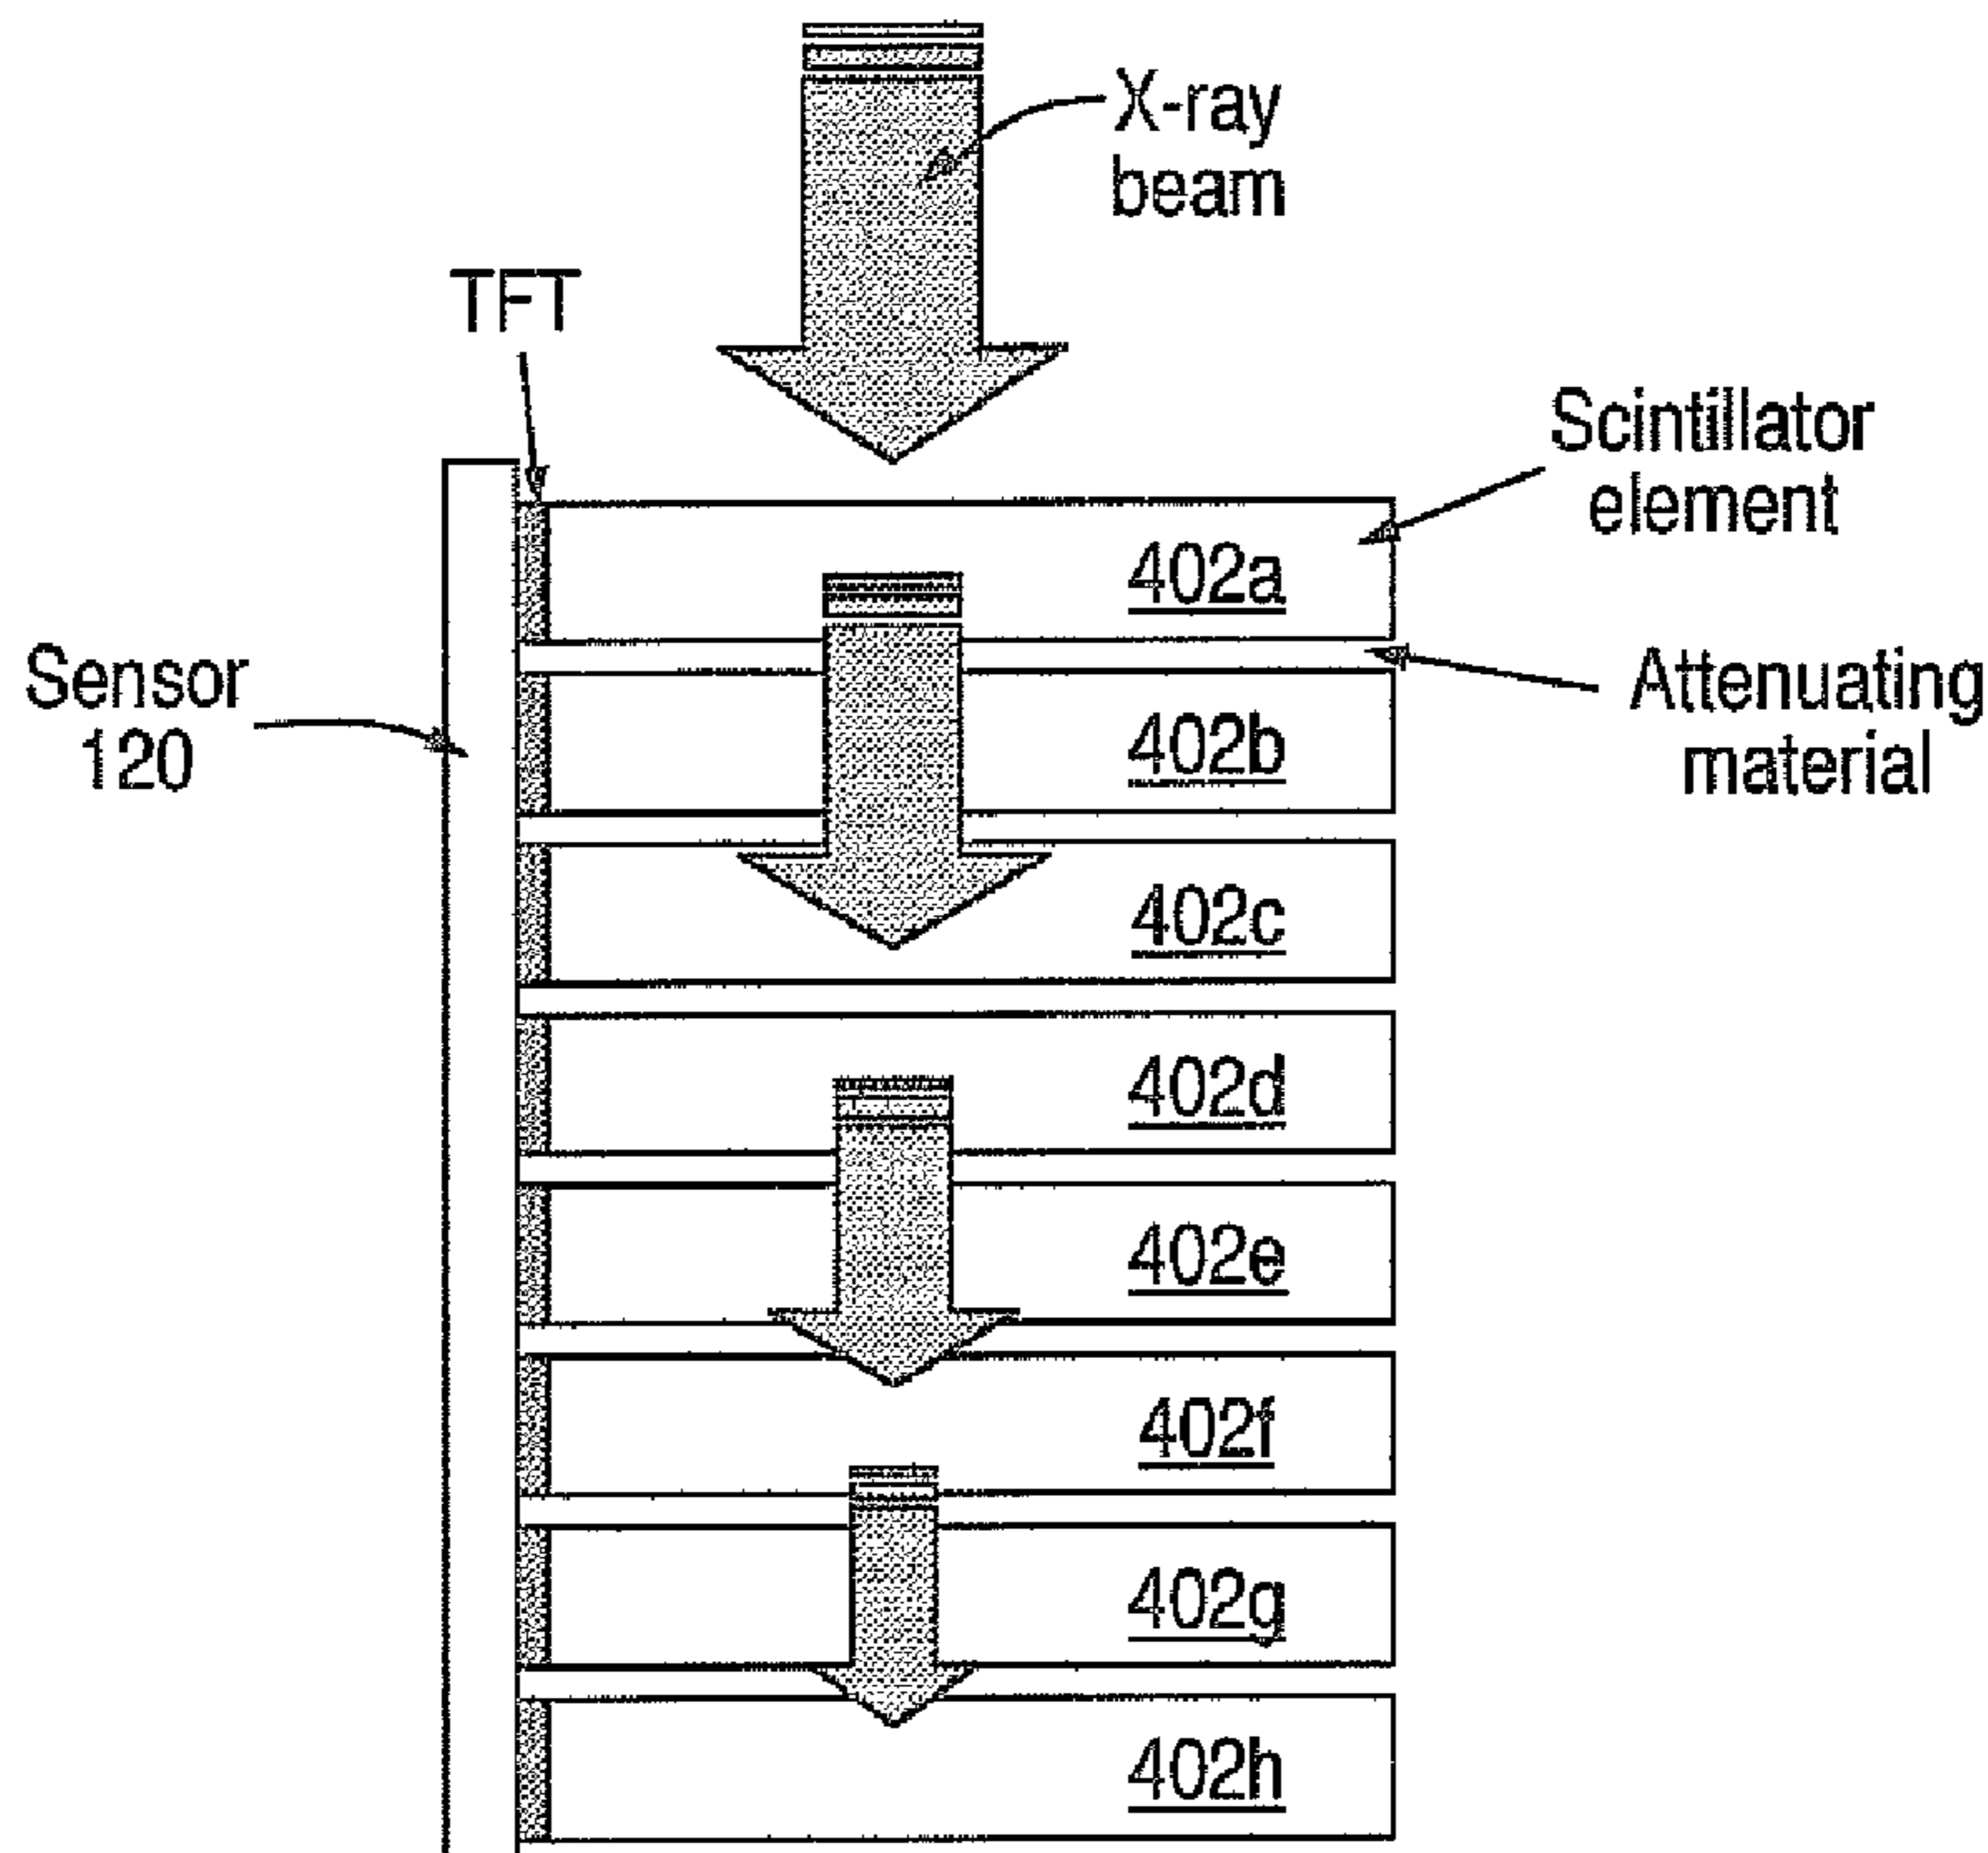 X-ray
beam
TFT
Scintillator
element
402a
Sensor
120
Attenuating
material
402b
402c
402d
402e
402f
402g
402h